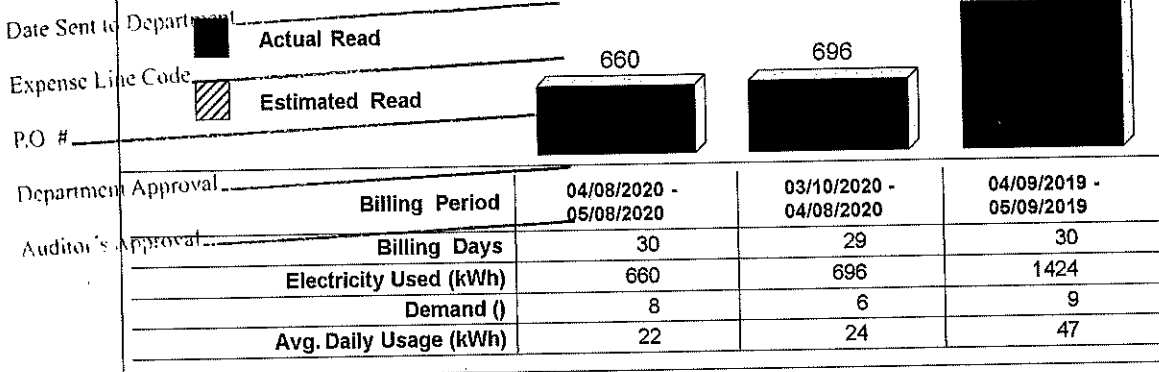 Date Sent to Department
Actual Read
Expense Line Code
660
696
Estimated Read
P.O #
Department Approval
Billing Period
04/08/2020 -
05/08/2020
03/10/2020 -
04/08/2020
04/09/2019 -
05/09/2019
Auditor's Approval
Billing Days 30 29 30
Electricity Used (kWh) 660 696 1424
Demand () 8 6 9
Avg. Daily Usage (kWh) 22 24 47